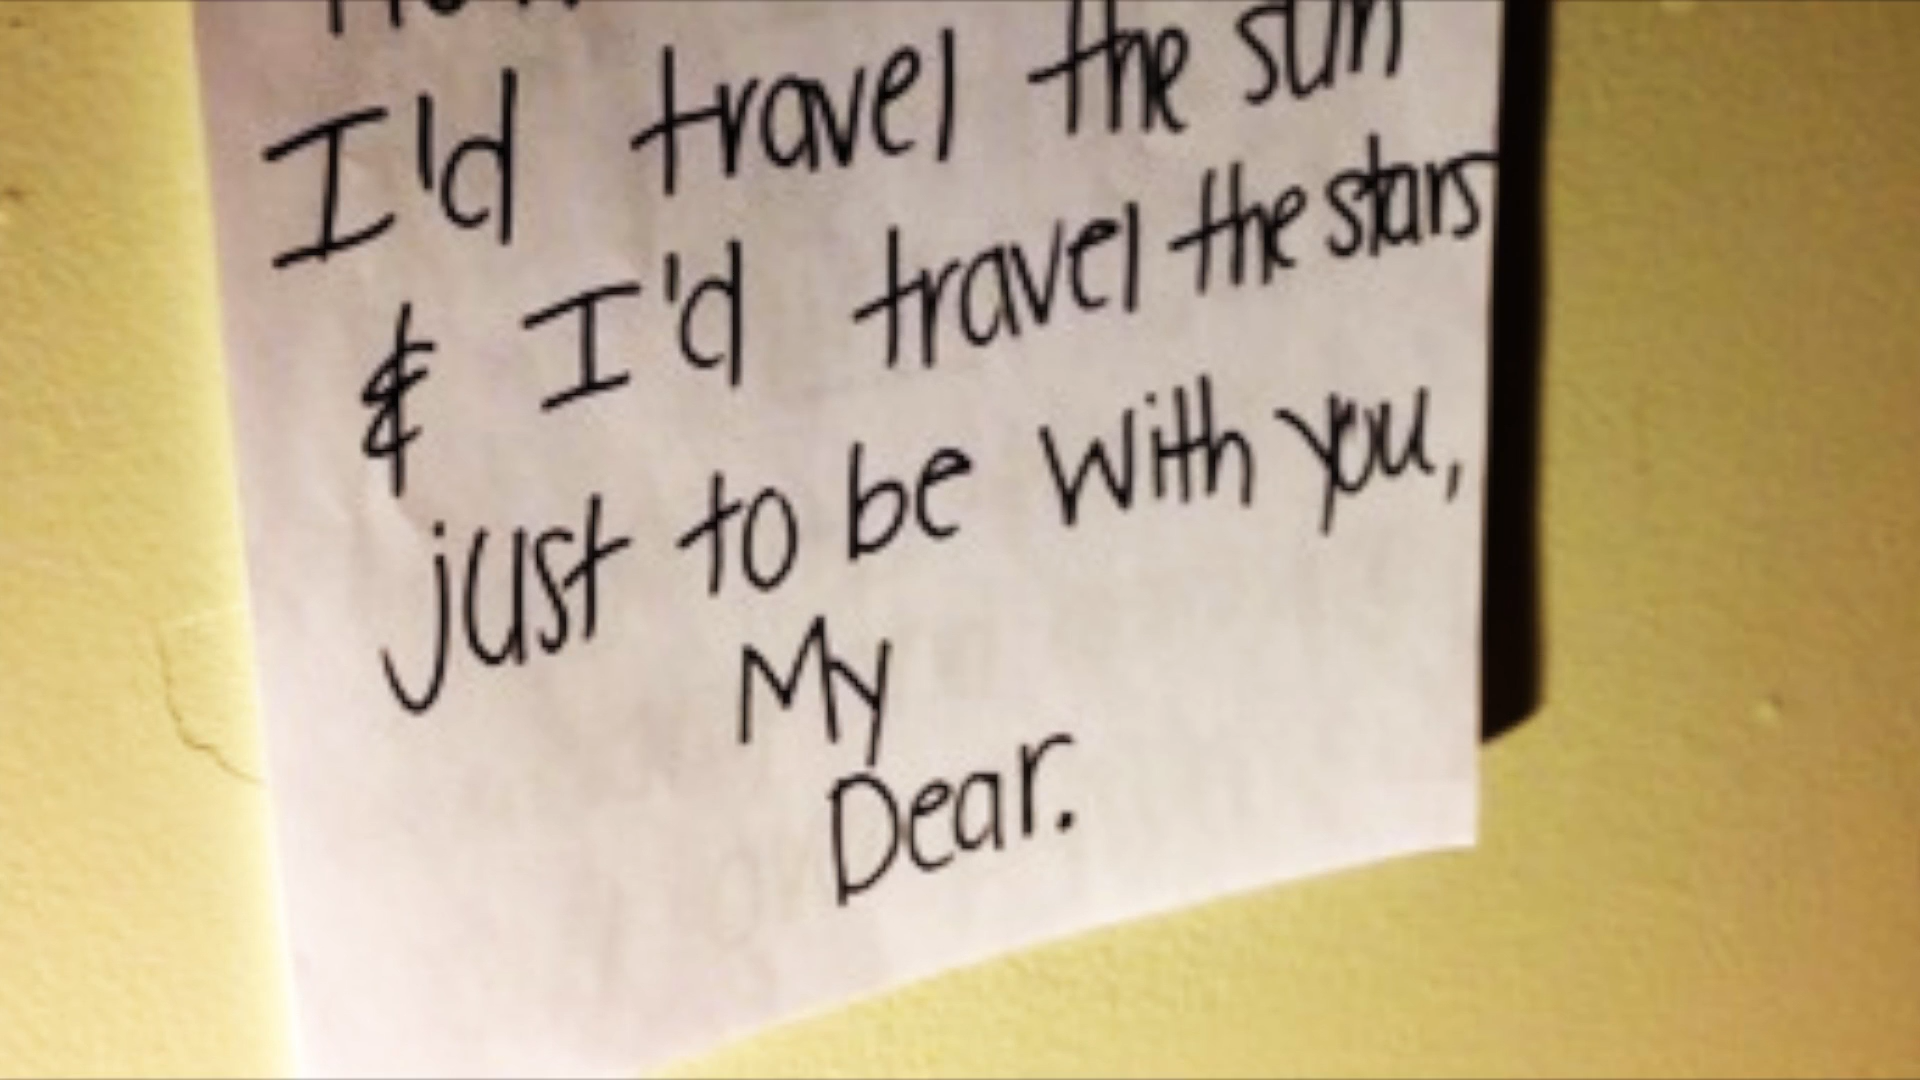 I'd travel the sun
& I'd travel the stars
just to be with you,
My
Dear.